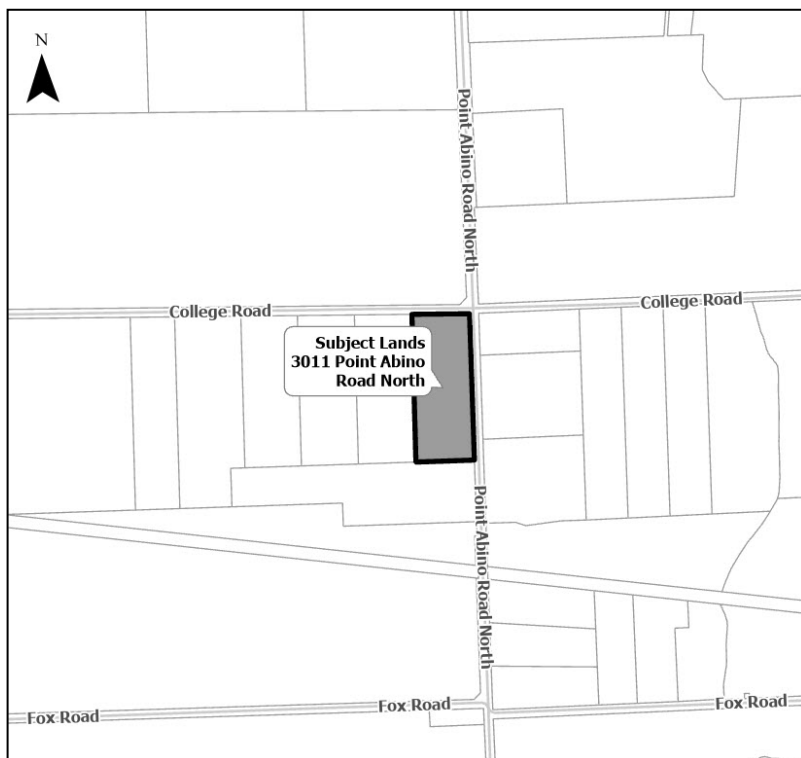 N
Point Abino Road North
College Road
College Road
Subject Lands
3011 Point Abino
Road North
Point Abino Road North
Fox Road
Fox Road
Fox Road